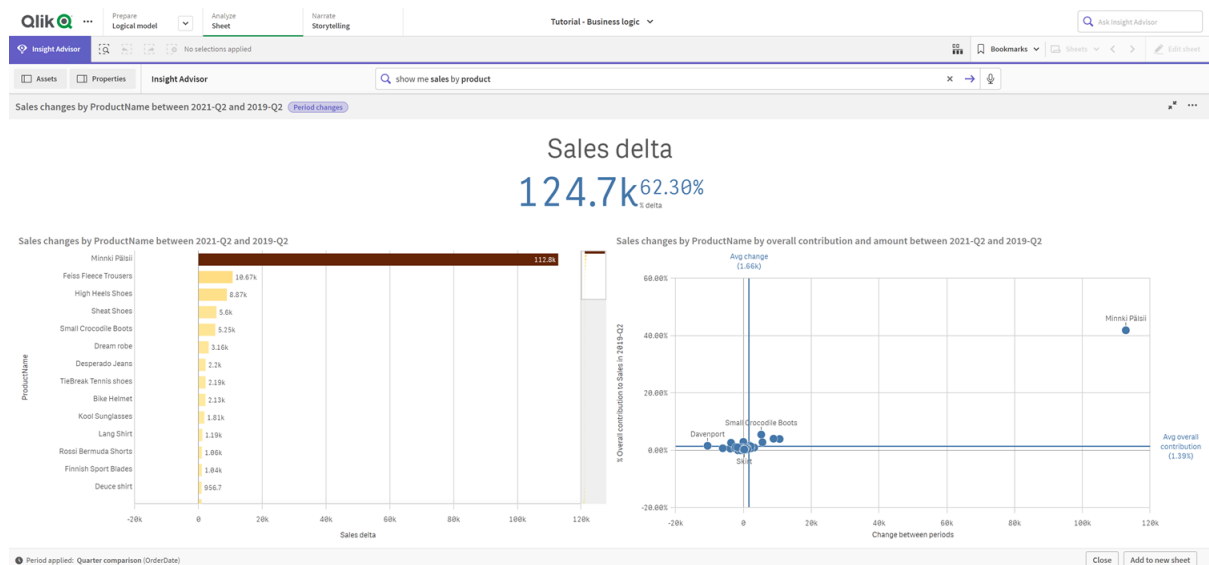 Qlik
Prepare
Logical model
Analyze
Sheet
Narrate
Storytelling
Tutorial - Business logic
Ask Insight Advisor
Insight Advisor
No selections applied
Bookmarks
Sheets
Edit sheet
Assets
Properties
Insight Advisor
show me sales by product
Sales changes by ProductName between 2021-Q2 and 2019-Q2 Period changes
Sales delta
124.7k 62.30%
% delta
Sales changes by ProductName between 2021-Q2 and 2019-Q2
ProductName
Minnki Pälsii 112.8k
Feiss Fleece Trousers 10.67k
High Heels Shoes 8.87k
Sheat Shoes 5.6k
Small Crocodile Boots 5.25k
Dream robe 3.16k
Desperado Jeans 2.2k
TieBreak Tennis shoes 2.19k
Bike Helmet 2.13k
Kool Sunglasses 1.81k
Lang Shirt 1.19k
Rossi Bermuda Shorts 1.06k
Finnish Sport Blades 1.04k
Deuce shirt 956.7
-20k 0 20k 40k 60k 80k 100k 120k
Sales delta
Sales changes by ProductName by overall contribution and amount between 2021-Q2 and 2019-Q2
Avg change
(1.66k)
% Overall contribution to Sales in 2019-Q2
60.00%
40.00%
20.00%
0.00%
-20.00%
Minnki Pälsii
Small Crocodile Boots
Davenport
Skirt
Avg overall
contribution
(1.39%)
-20k 0 20k 40k 60k 80k 100k 120k
Change between periods
Period applied: Quarter comparison (OrderDate)
Close
Add to new sheet